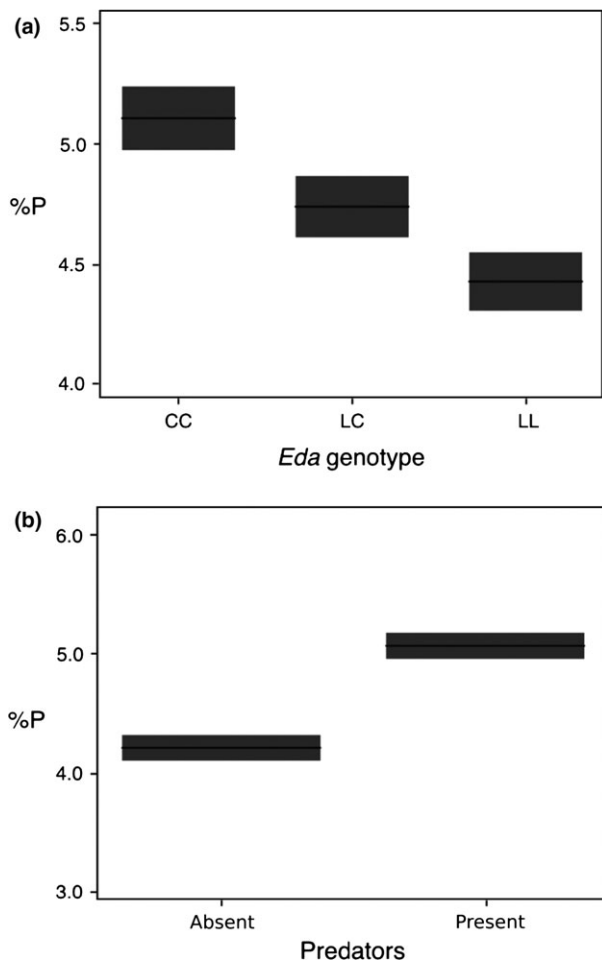 (a)
5.5
5.0
%P
4.5
4.0
CC LC LL
Eda genotype
(b)
6.0
5.0
%P
4.0
3.0
Absent Present
Predators